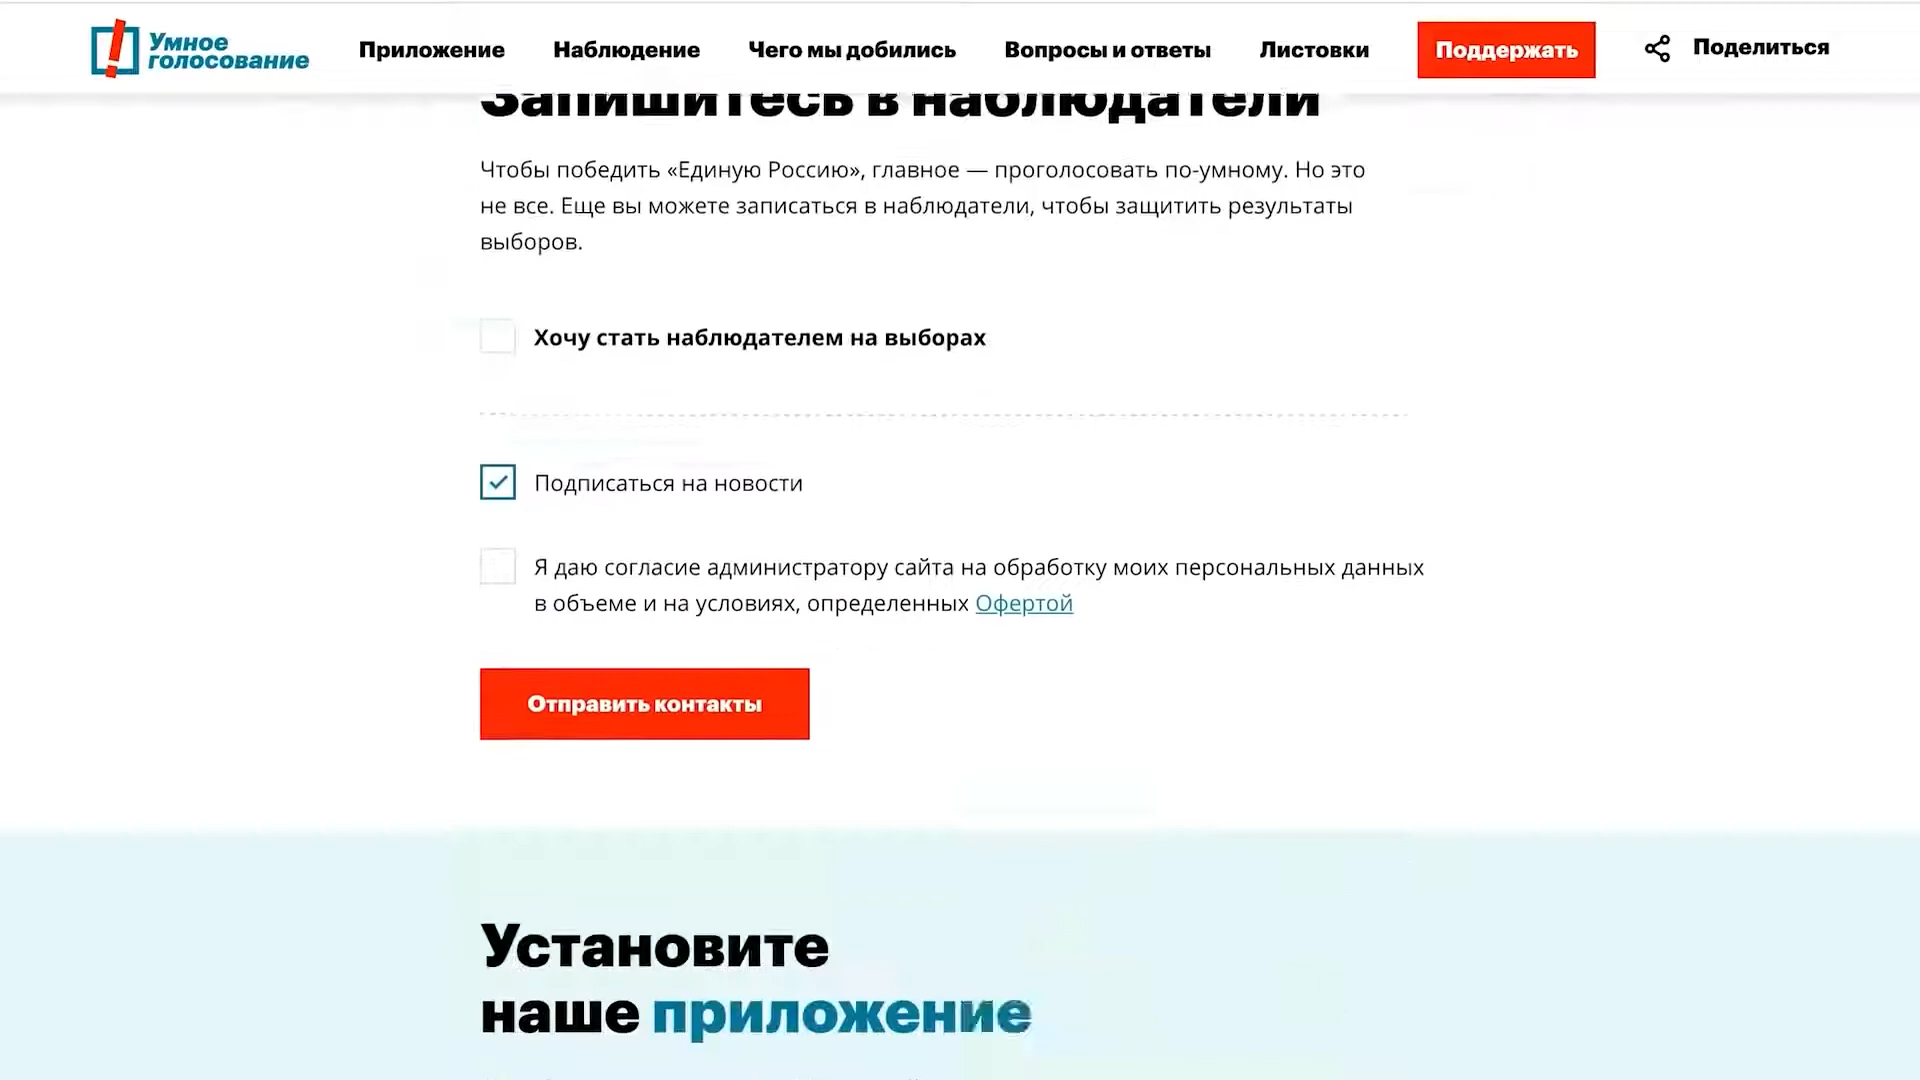 Умное
голосование
Приложение
Наблюдение
Чего мы добились
Вопросы и ответы
Листовки
Поддержать
Поделиться
Запишитесь в наблюдатели
Чтобы победить «Единую Россию», главное — проголосовать по-умному. Но это
не все. Еще вы можете записаться в наблюдатели, чтобы защитить результаты
выборов.
Хочу стать наблюдателем на выборах
Подписаться на новости
Я даю согласие администратору сайта на обработку моих персональных данных
в объеме и на условиях, определенных Офертой
Отправить контакты
Установите
наше приложение